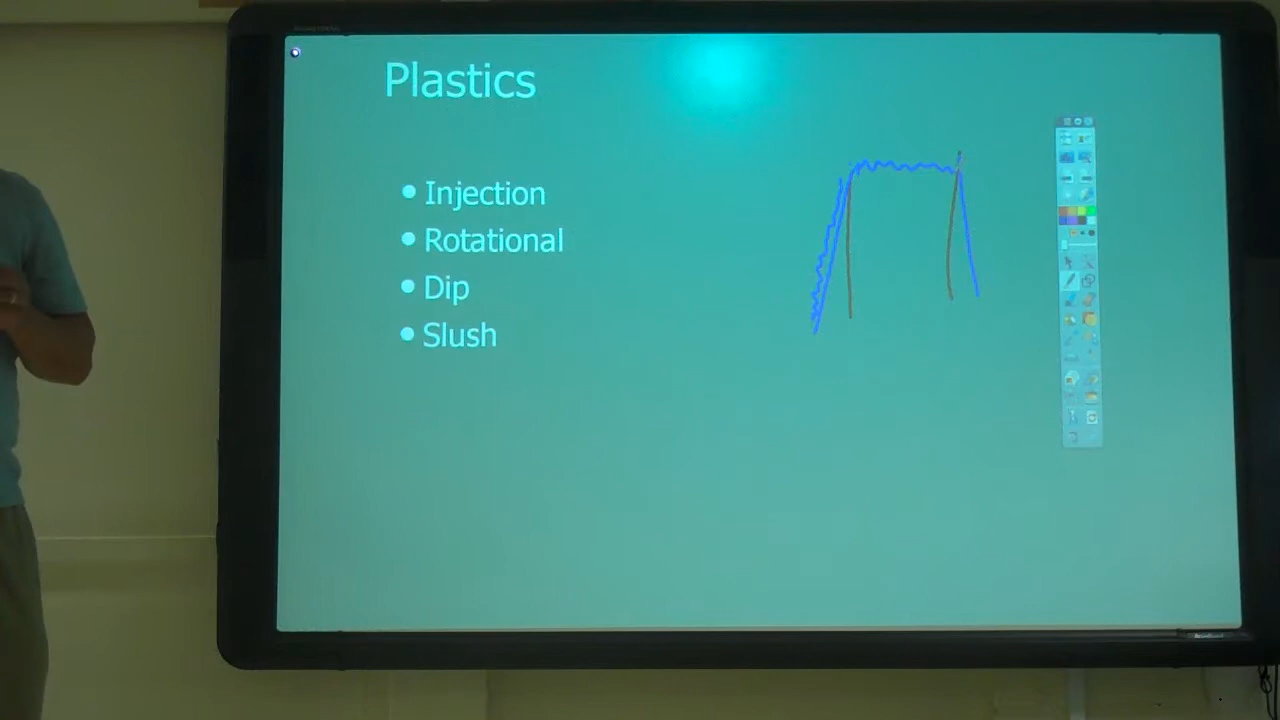 Plastics
• Injection
• Rotational
• Dip
• Slush